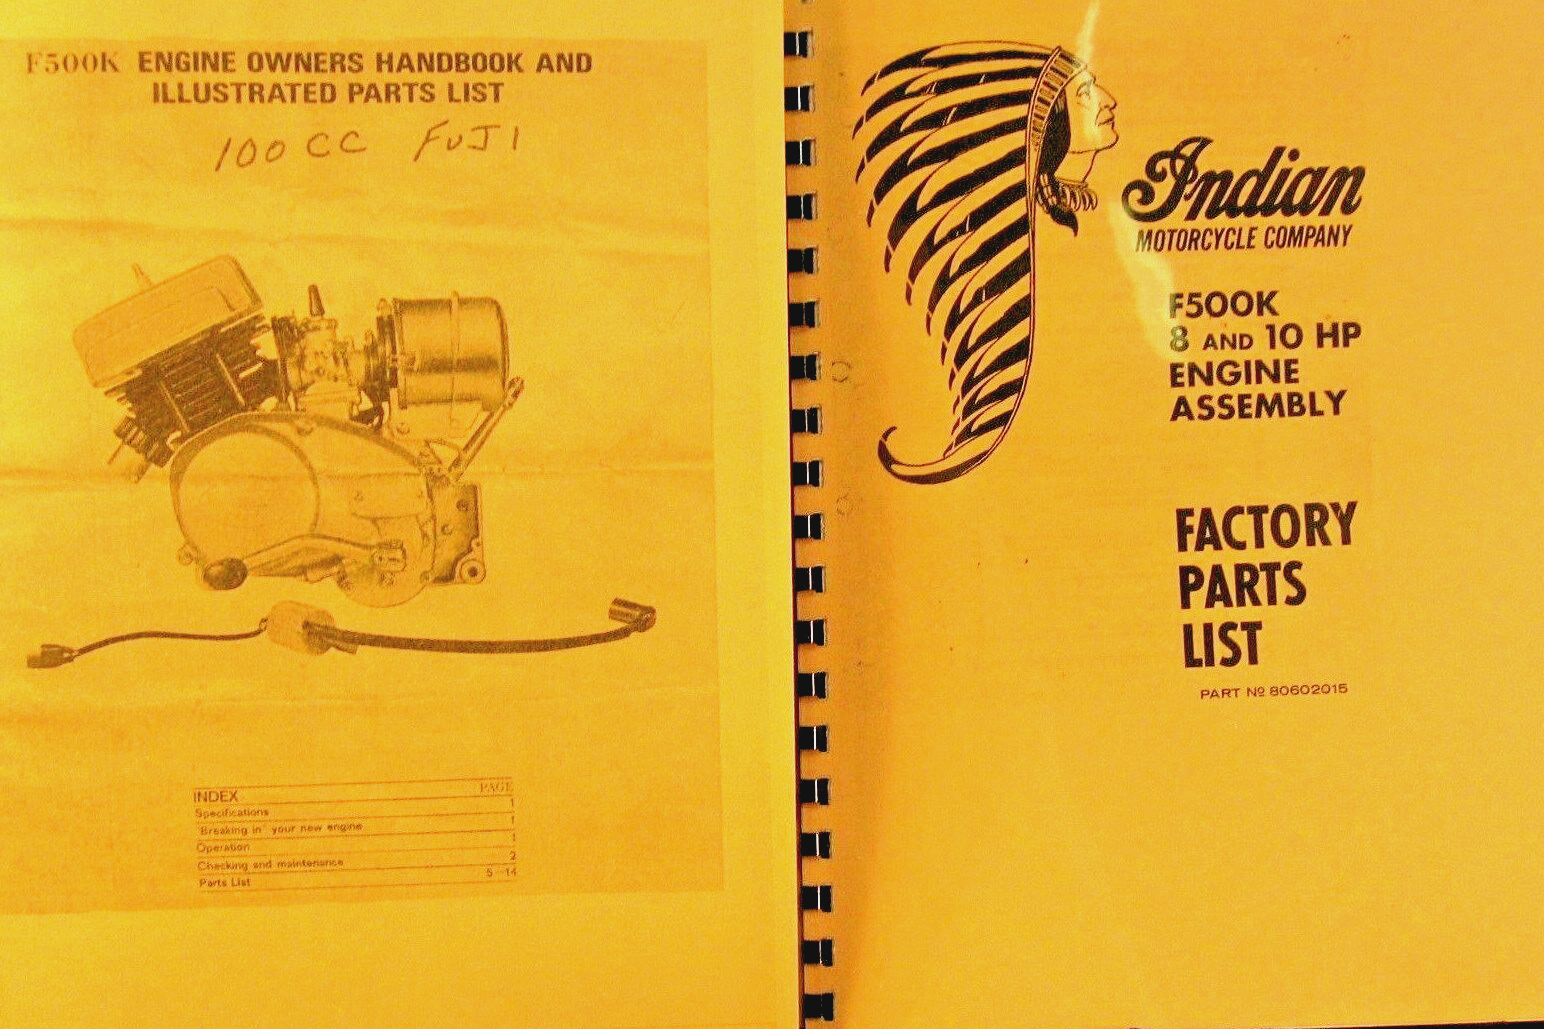 F500K ENGINE OWNERS HANDBOOK AND
ILLUSTRATED PARTS LIST
100 CC FUJI
INDEX PAGE
Specifications 1
"Breaking in" your new engine 1
Operation 1
Checking and maintenance 2
Parts List 5-14
Indian
MOTORCYCLE COMPANY
F500K
8 AND 10 HP
ENGINE
ASSEMBLY
FACTORY
PARTS
LIST
PART Nº 80602015